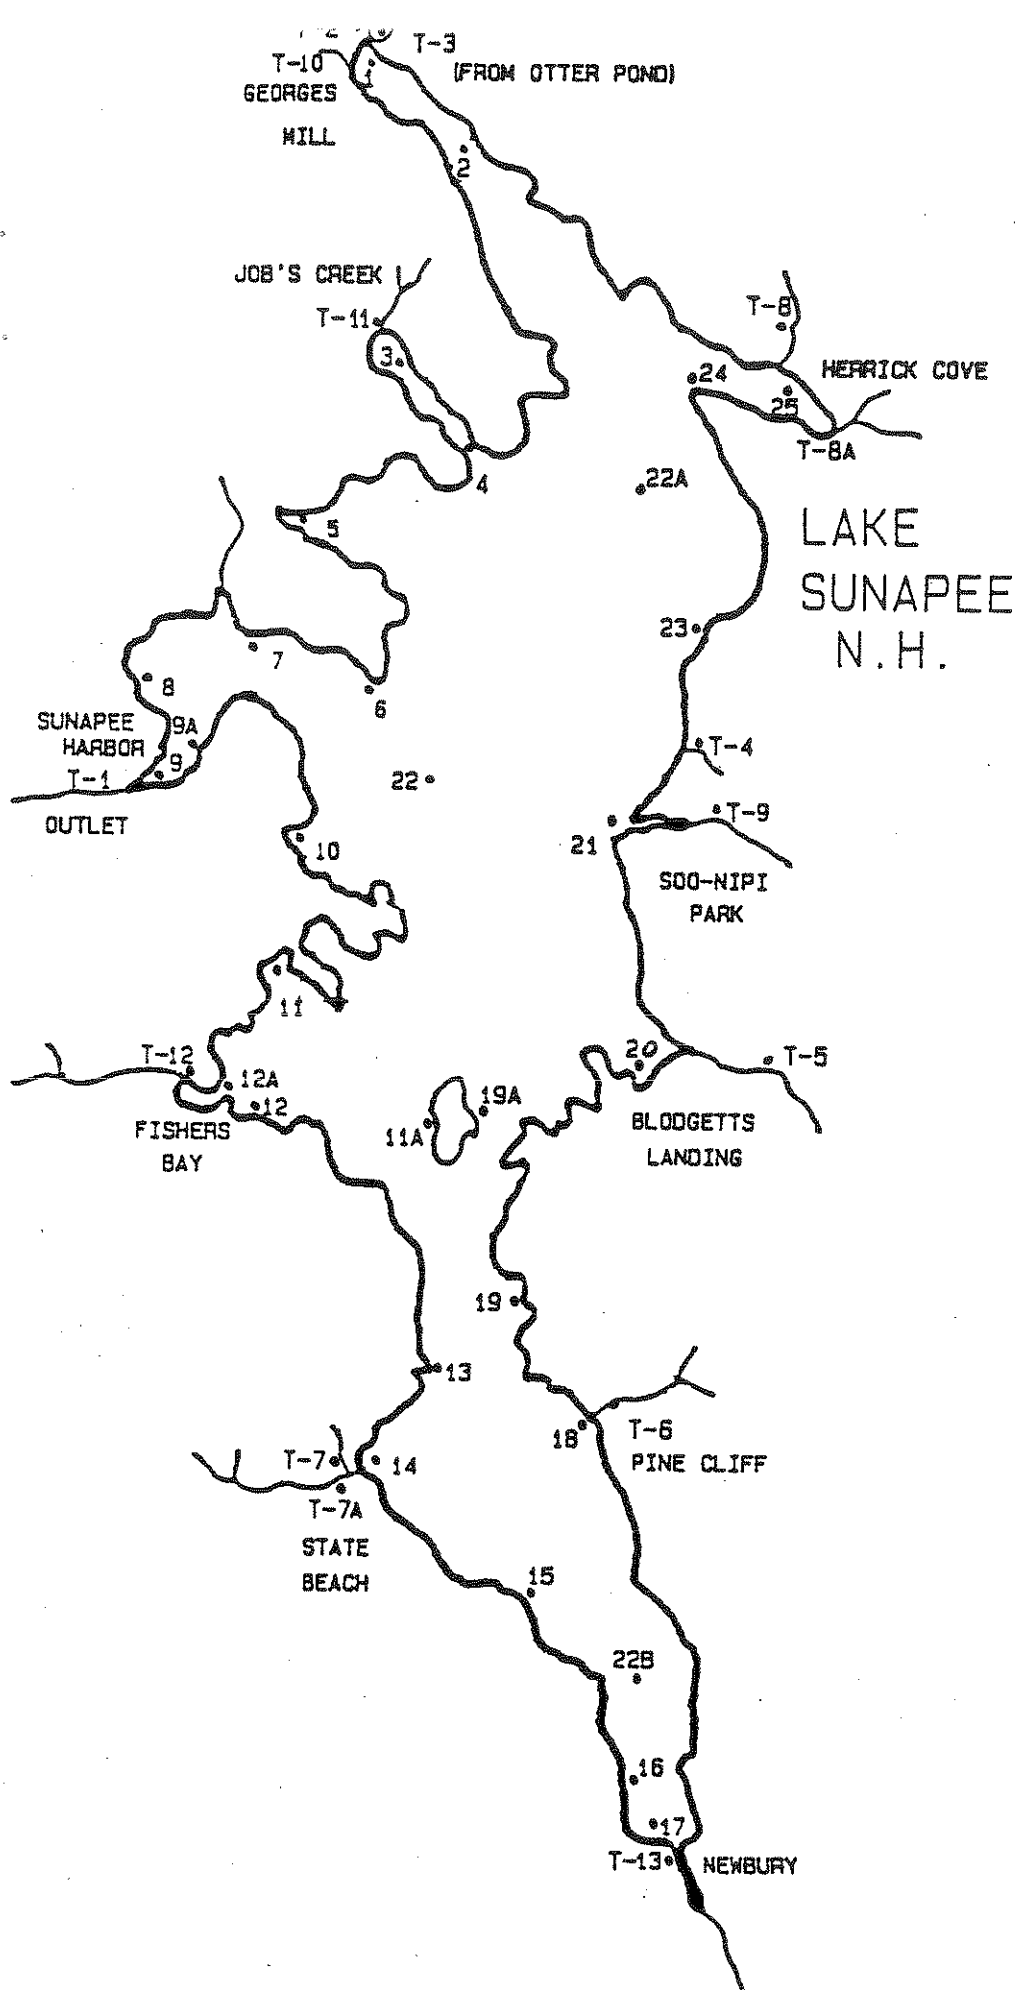 T-2
T-3
T-10
1
(FROM OTTER POND)
GEORGES
MILL
2
JOB'S CREEK
T-8
T-11
3
HERRICK COVE
24
25
T-8A
4
22A
5
LAKE
SUNAPEE
N.H.
23
7
8
6
SUNAPEE
HARBOR
9A
T-4
9
T-1
22
T-9
OUTLET
21
10
SOO-NIPI
PARK
11
T-12
20
T-5
12A
19A
12
11A
FISHERS
BAY
BLODGETTS
LANDING
19
13
T-6
18
T-7
14
PINE CLIFF
T-7A
STATE
BEACH
15
22B
16
17
T-13
NEWBURY